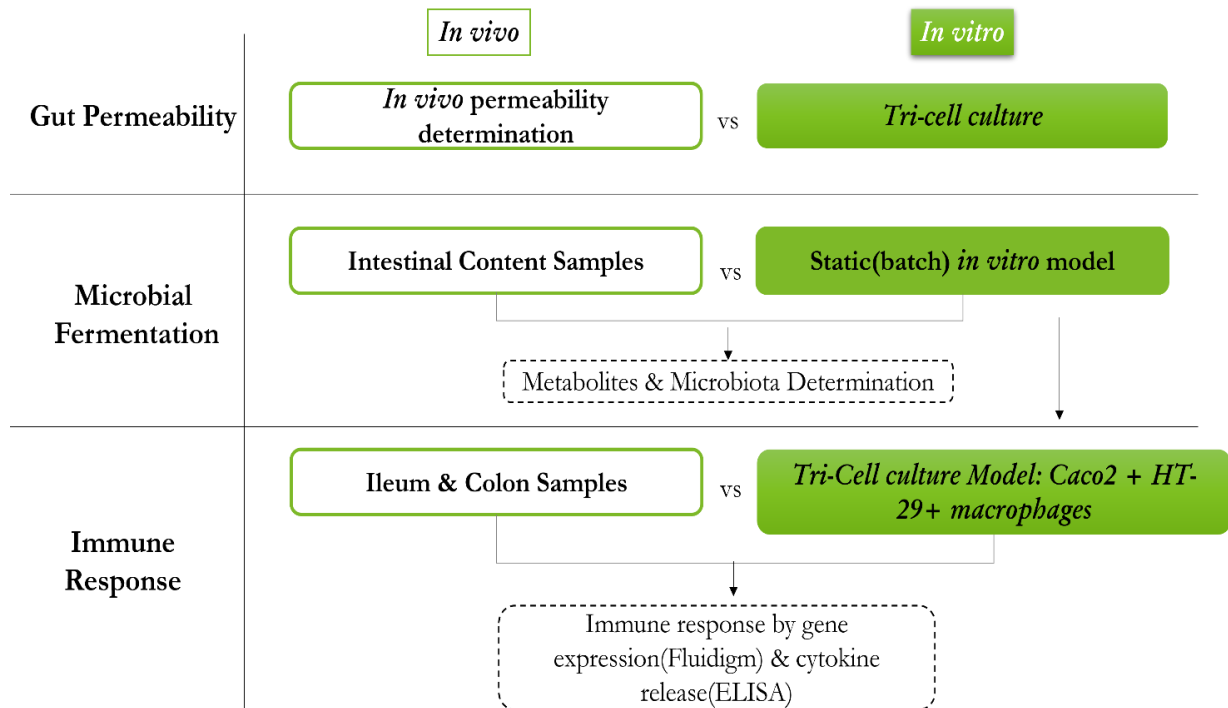 In vivo
In vitro
Gut Permeability
In vivo permeability
determination
vs
Tri-cell culture
Microbial
Fermentation
Intestinal Content Samples
vs
Static(batch) in vitro model
Metabolites & Microbiota Determination
Immune
Response
Ileum & Colon Samples
vs
Tri-Cell culture Model: Caco2 + HT-
29+ macrophages
Immune response by gene
expression(Fluidigm) & cytokine
release(ELISA)